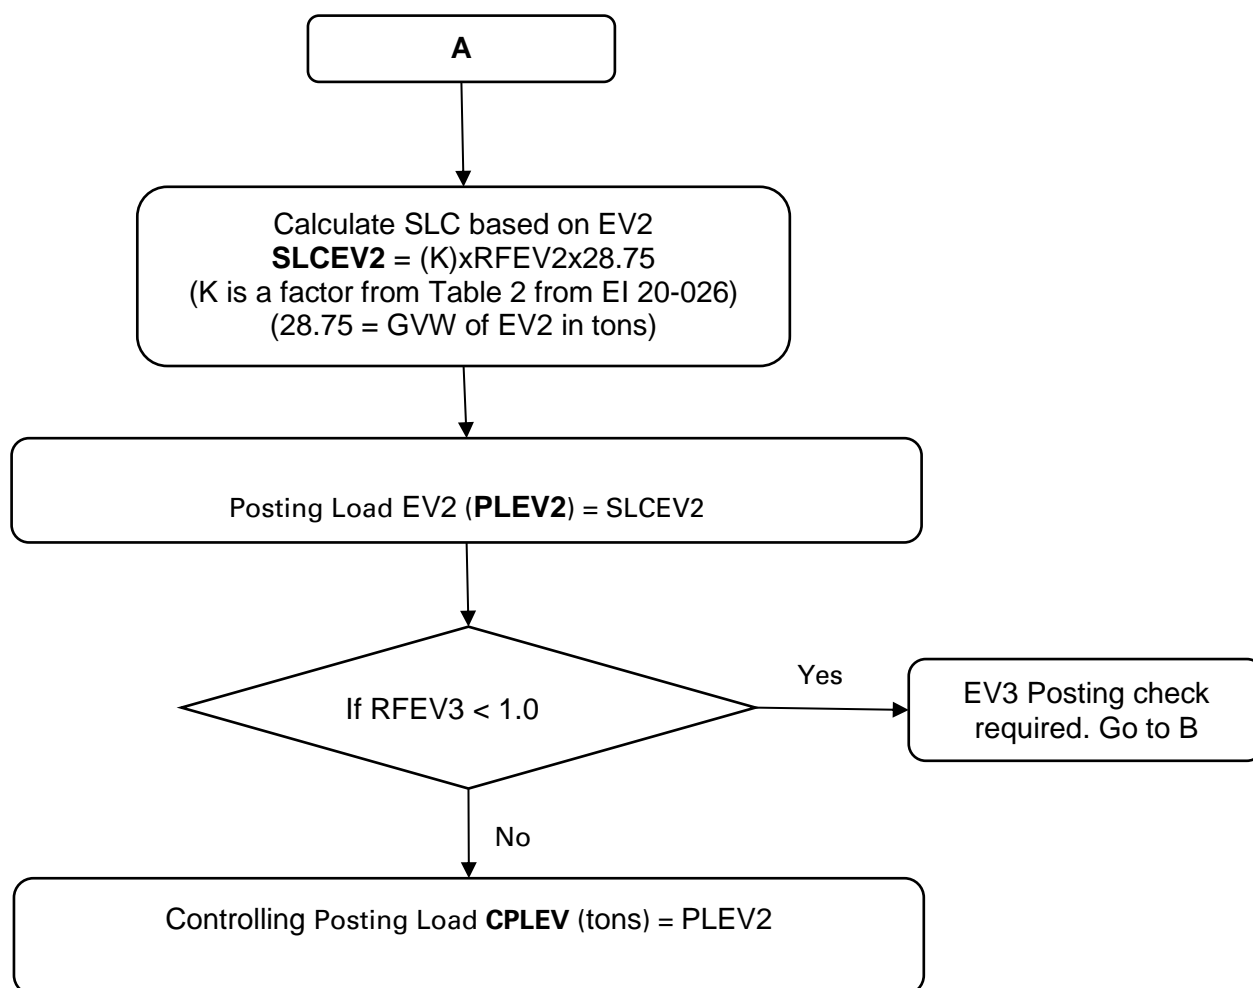 A
Calculate SLC based on EV2
SLCEV2 = (K)xRFEV2x28.75
(K is a factor from Table 2 from EI 20-026)
(28.75 = GVW of EV2 in tons)
Posting Load EV2 (PLEV2) = SLCEV2
If RFEV3 < 1.0
Yes
EV3 Posting check
required. Go to B
No
Controlling Posting Load CPLEV (tons) = PLEV2